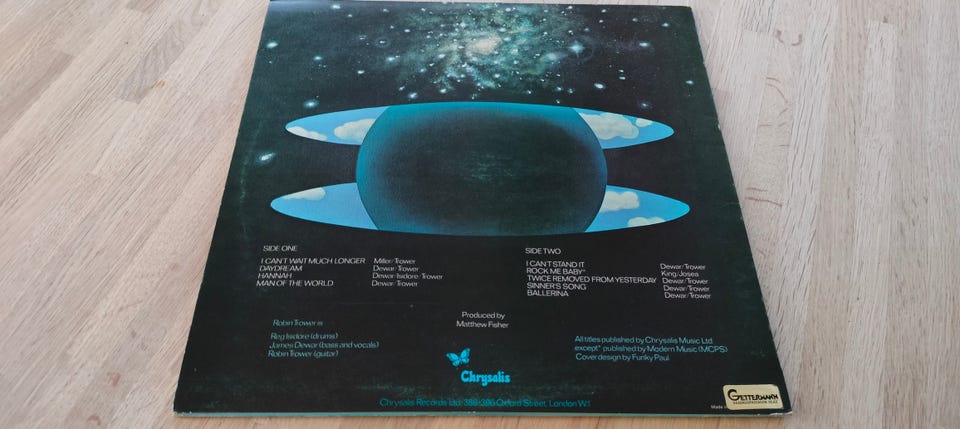 SIDE ONE
I CAN'T WAIT MUCH LONGER Miller/Trower
DAYDREAM Dewar/Trower
HANNAH Dewar/Isidore/Trower
MAN OF THE WORLD Dewar/Trower
SIDE TWO
I CAN'T STAND IT Dewar/Trower
ROCK ME BABY* King/Josea
TWICE REMOVED FROM YESTERDAY Dewar/Trower
SINNER'S SONG Dewar/Trower
BALLERINA Dewar/Trower
Produced by
Matthew Fisher
Robin Trower is
Reg Isidore (drums)
James Dewar (bass and vocals)
Robin Trower (guitar)
All titles published by Chrysalis Music Ltd
except* published by Modern Music (MCPS)
Cover design by Funky Paul
Chrysalis
Chrysalis Records Ltd. 388-396 Oxford Street, London W.1
Made in
GETTERMANN